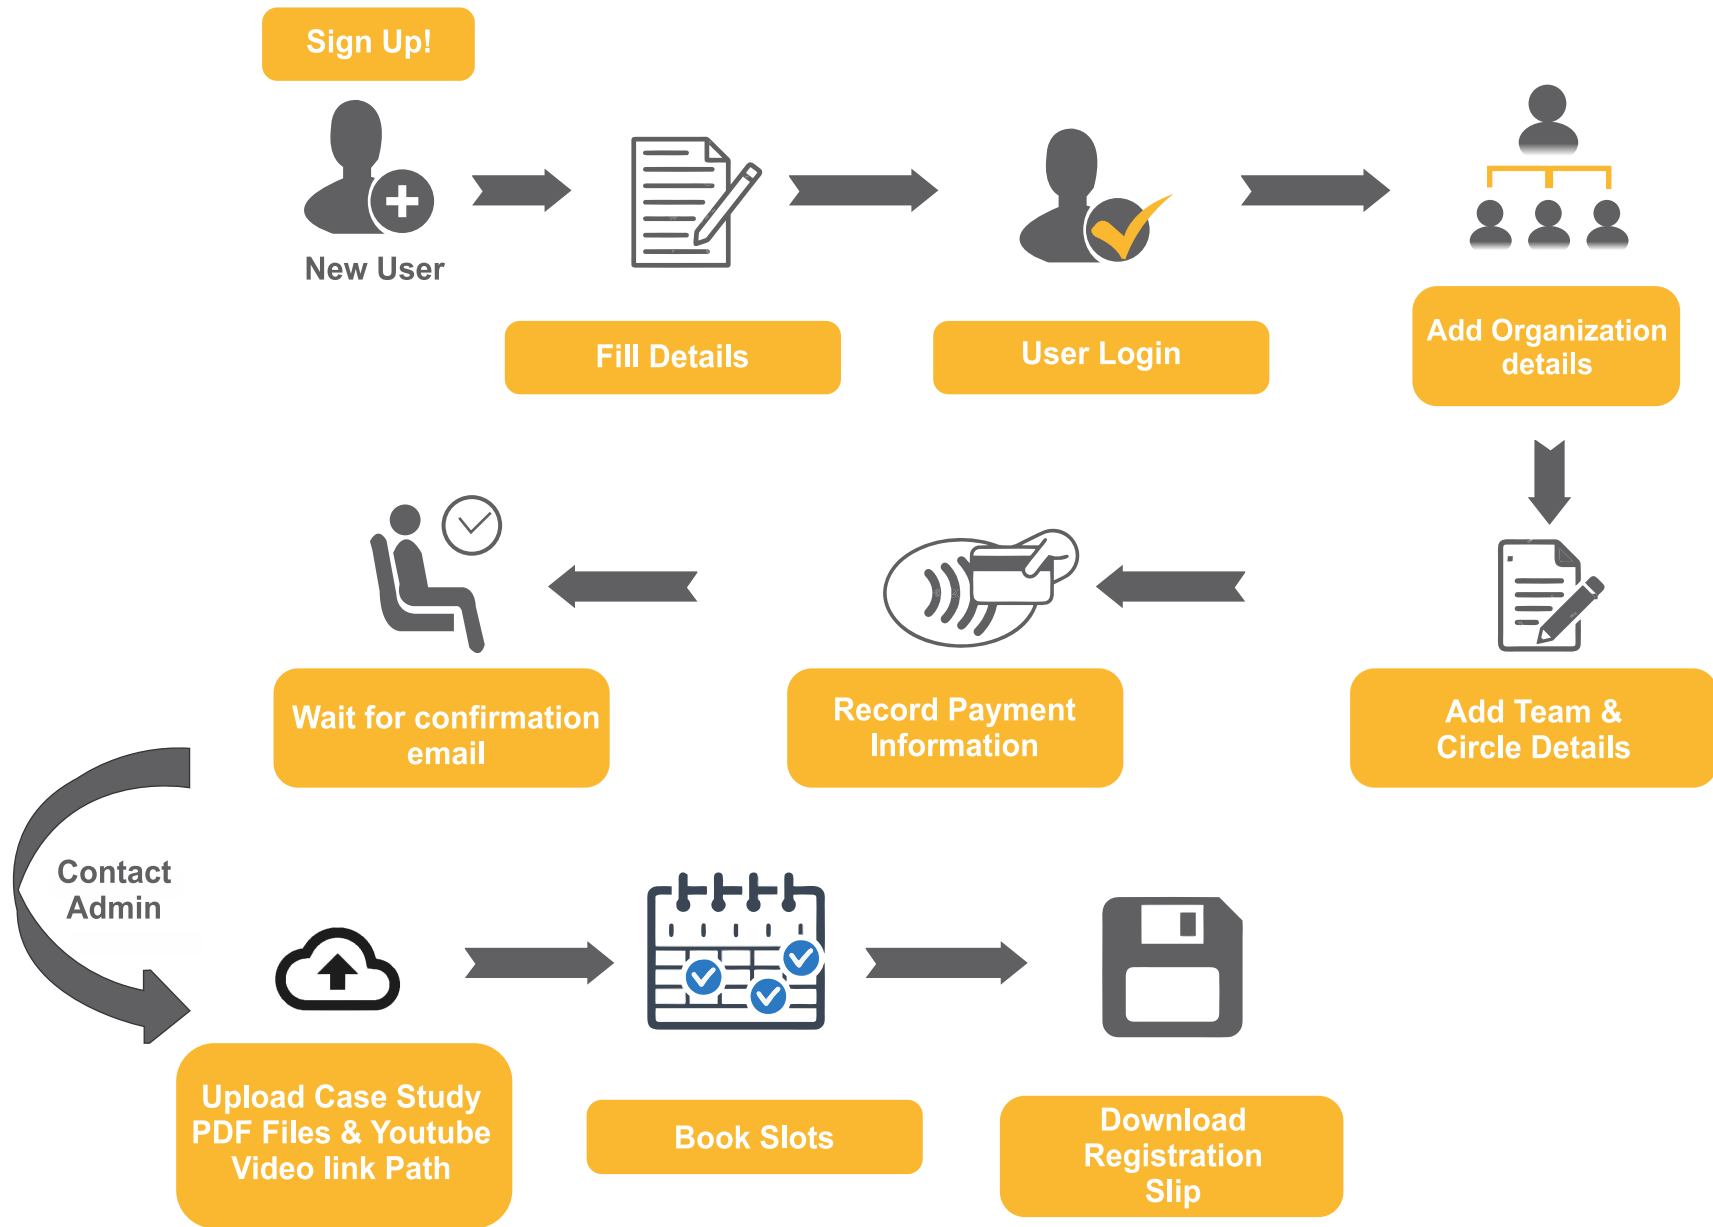 Sign Up!
New User
Fill Details
User Login
Add Organization
details
Add Team &
Circle Details
Record Payment
Information
Wait for confirmation
email
Contact
Admin
Upload Case Study
PDF Files & Youtube
Video link Path
Book Slots
Download
Registration
Slip